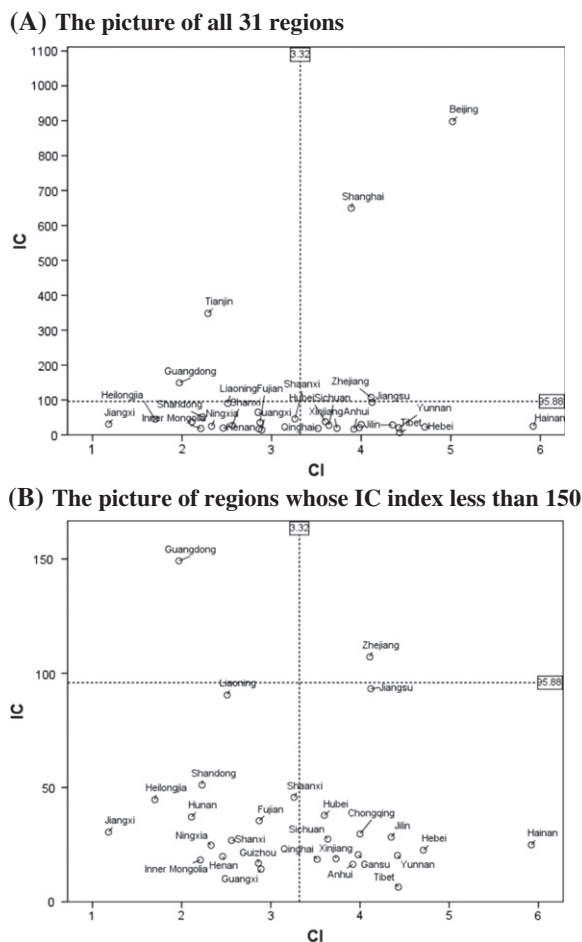 (A) The picture of all 31 regions
3.32
1100
1000
900
800
700
600
500
400
300
200
100
0
IC
Beijing
Shanghai
Tianjin
Guangdong
Shaanxi
Zhejiang
Heilongjia
Liaoning
Fujian
Hubei
Sichuan
Jiangsu
95.88
Jiangxi
Shandong
Shanxi
Inner Mongolia
Ningxia
Guangxi
Xinjiang
Anhui
Yunnan
Henan
Qinghai
Jilin
Tibet
Hebei
Hainan
1 2 3 4 5 6
CI
(B) The picture of regions whose IC index less than 150
3.32
150
100
50
0
IC
Guangdong
Zhejiang
95.88
Liaoning
Jiangsu
Shandong
Heilongjia
Shaanxi
Hunan
Fujian
Hubei
Chongqing
Jiangxi
Ningxia
Shanxi
Sichuan
Jilin
Hebei
Hainan
Guizhou
Qinghai
Xinjiang
Inner Mongolia
Henan
Guangxi
Anhui
Gansu
Yunnan
Tibet
1 2 3 4 5 6
CI